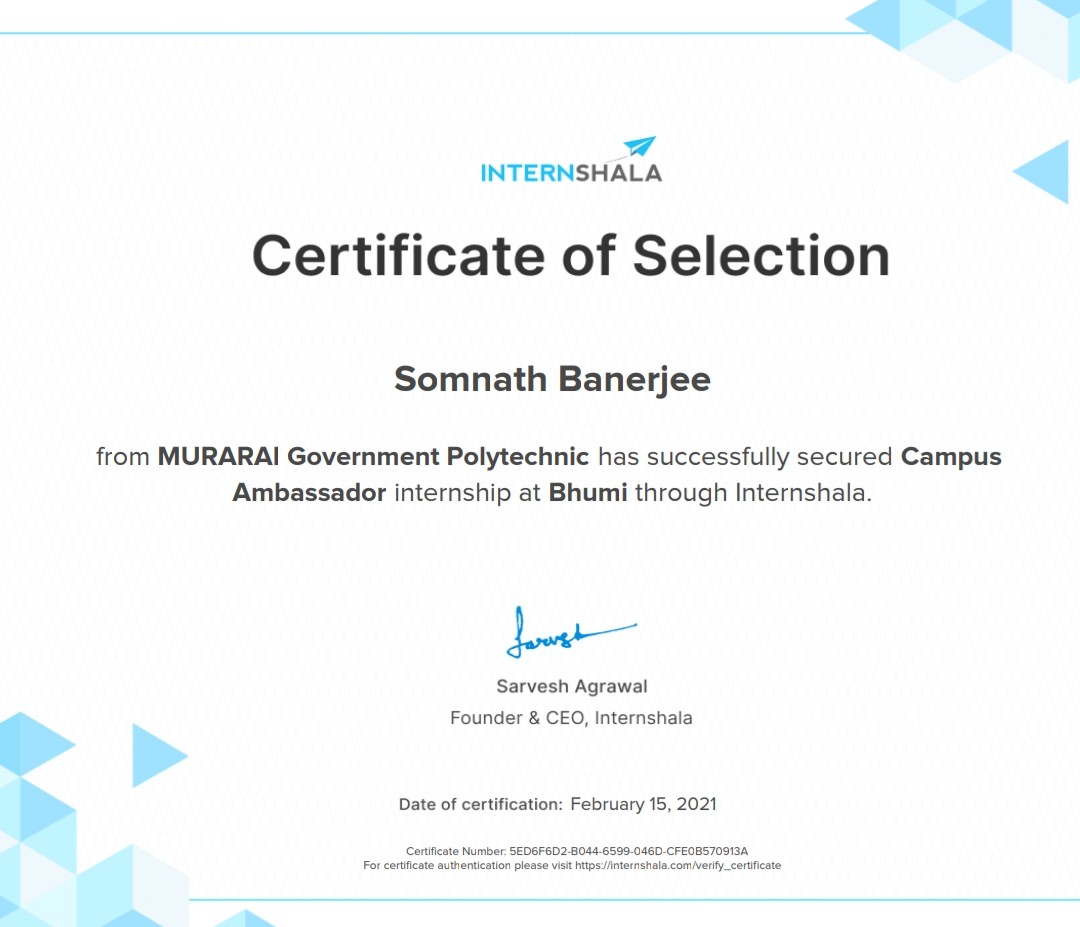 INTERNSHALA
Certificate of Selection
Somnath Banerjee
from MURARAI Government Polytechnic has successfully secured Campus
Ambassador internship at Bhumi through Internshala.
Sarvesh
Sarvesh Agrawal
Founder & CEO, Internshala
Date of certification: February 15, 2021
Certificate Number: 5ED6F6D2-B044-6599-046D-CFE0B570913A
For certificate authentication please visit https://internshala.com/verify_certificate